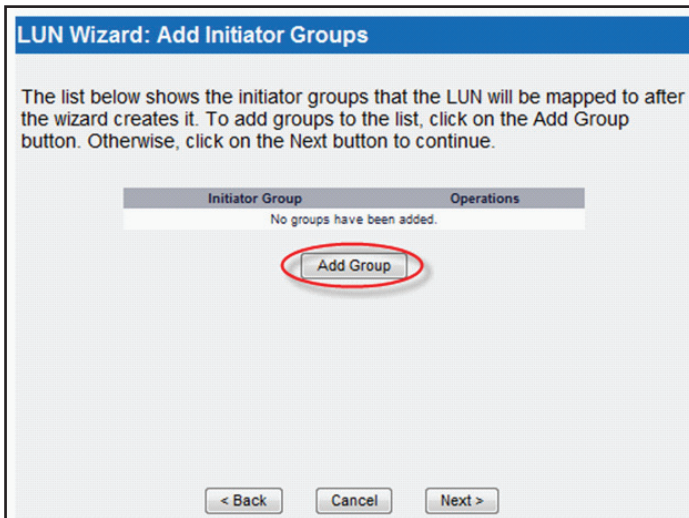 LUN Wizard: Add Initiator Groups
The list below shows the initiator groups that the LUN will be mapped to after
the wizard creates it. To add groups to the list, click on the Add Group
button. Otherwise, click on the Next button to continue.
Initiator Group Operations
No groups have been added.
Add Group
< Back Cancel Next >